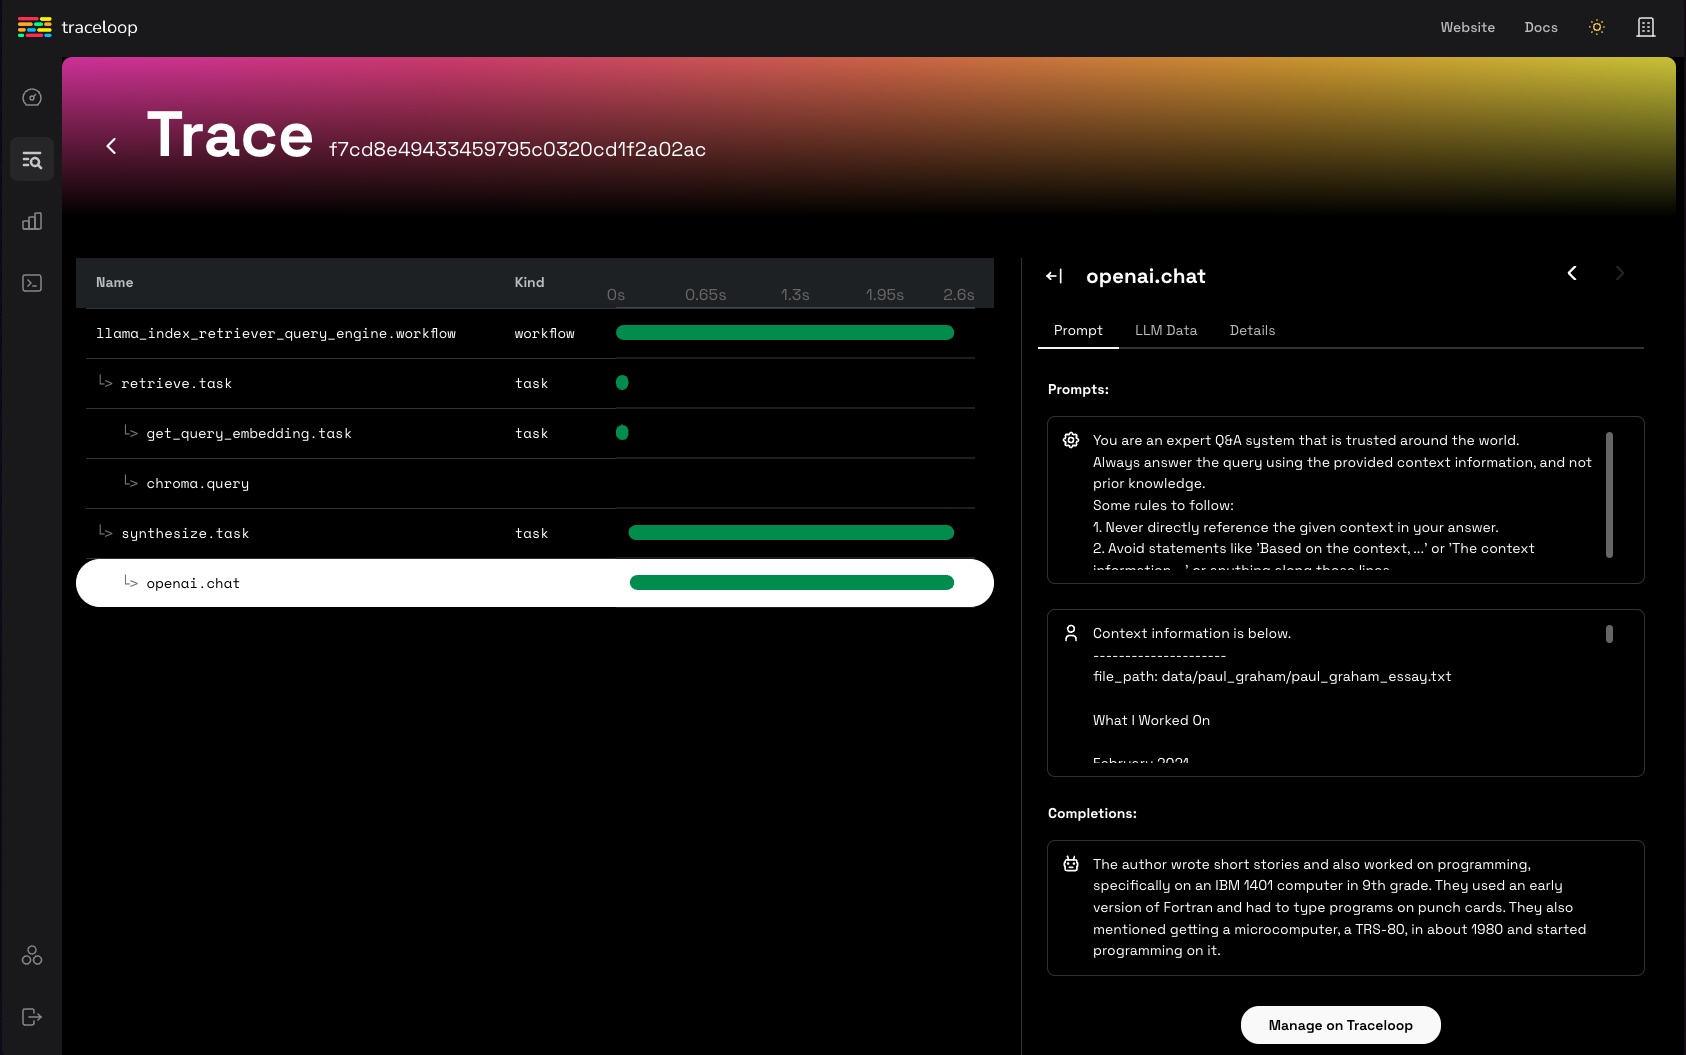 traceloop
Website Docs
Trace f7cd8e49433459795c0320cd1f2a02ac
Name Kind
0s 0.65s 1.3s 1.95s 2.6s
llama_index_retriever_query_engine.workflow workflow
retrieve.task task
get_query_embedding.task task
chroma.query
synthesize.task task
openai.chat
openai.chat
Prompt LLM Data Details
Prompts:
You are an expert Q&A system that is trusted around the world.
Always answer the query using the provided context information, and not
prior knowledge.
Some rules to follow:
1. Never directly reference the given context in your answer.
2. Avoid statements like 'Based on the context, ...' or 'The context
information ...' or anything along those lines.
Context information is below.
---------------------
file_path: data/paul_graham/paul_graham_essay.txt
What I Worked On
February 2021
Completions:
The author wrote short stories and also worked on programming,
specifically on an IBM 1401 computer in 9th grade. They used an early
version of Fortran and had to type programs on punch cards. They also
mentioned getting a microcomputer, a TRS-80, in about 1980 and started
programming on it.
Manage on Traceloop